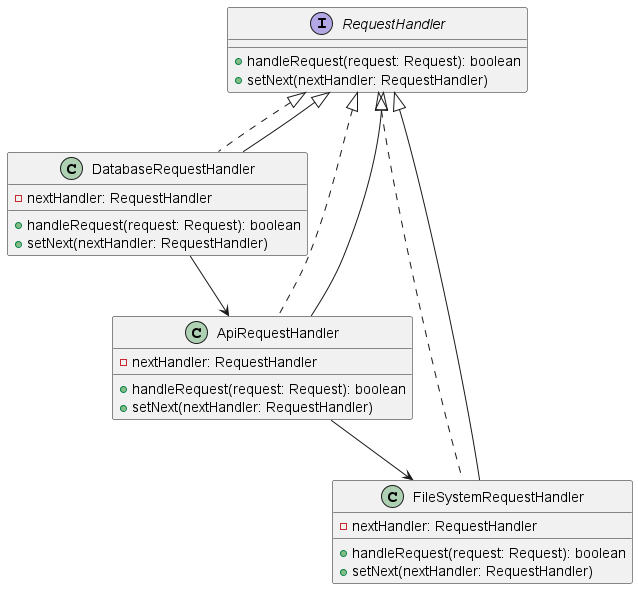 I RequestHandler
handleRequest(request: Request): boolean
setNext(nextHandler: RequestHandler)
C DatabaseRequestHandler
nextHandler: RequestHandler
handleRequest(request: Request): boolean
setNext(nextHandler: RequestHandler)
C ApiRequestHandler
nextHandler: RequestHandler
handleRequest(request: Request): boolean
setNext(nextHandler: RequestHandler)
C FileSystemRequestHandler
nextHandler: RequestHandler
handleRequest(request: Request): boolean
setNext(nextHandler: RequestHandler)